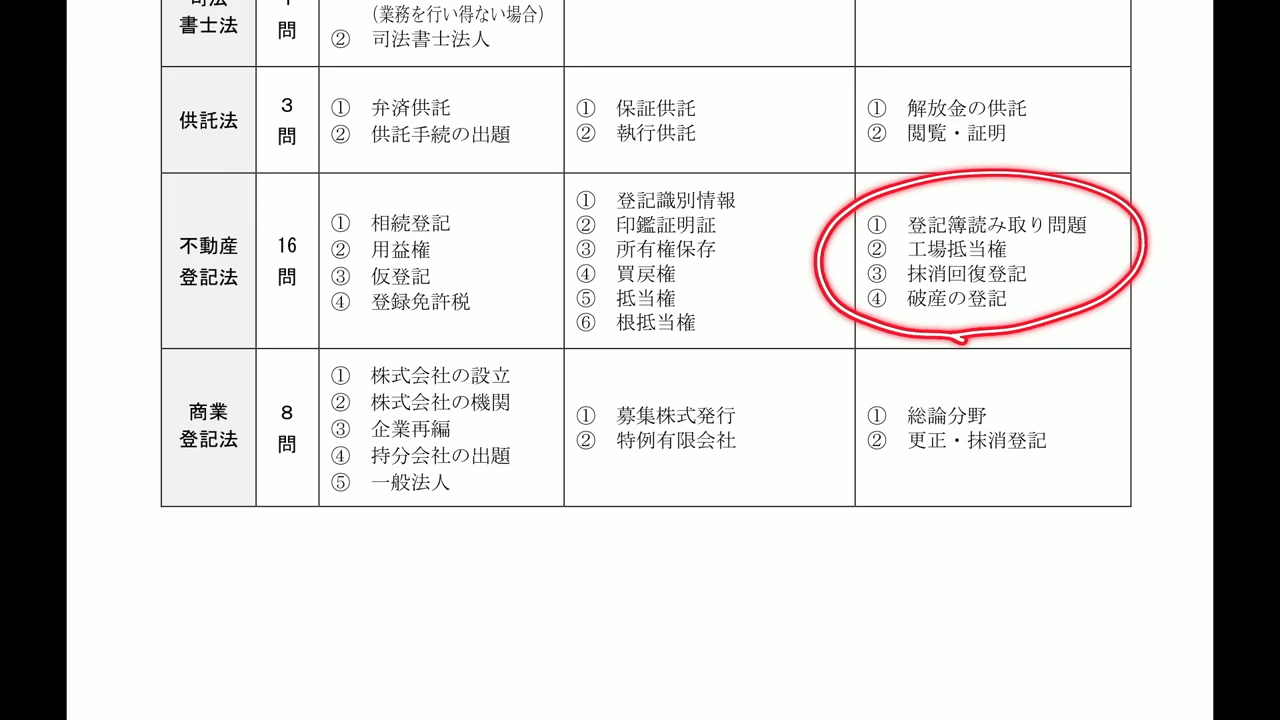 書士法
問
（業務を行い得ない場合）
② 司法書士法人
供託法
3
問
① 弁済供託
② 供託手続の出題
① 保証供託
② 執行供託
① 解放金の供託
② 閲覧・証明
不動産
登記法
16
問
① 相続登記
② 用益権
③ 仮登記
④ 登録免許税
① 登記識別情報
② 印鑑証明証
③ 所有権保存
④ 買戻権
⑤ 抵当権
⑥ 根抵当権
① 登記簿読み取り問題
② 工場抵当権
③ 抹消回復登記
④ 破産の登記
商業
登記法
8
問
① 株式会社の設立
② 株式会社の機関
③ 企業再編
④ 持分会社の出題
⑤ 一般法人
① 募集株式発行
② 特例有限会社
① 総論分野
② 更正・抹消登記